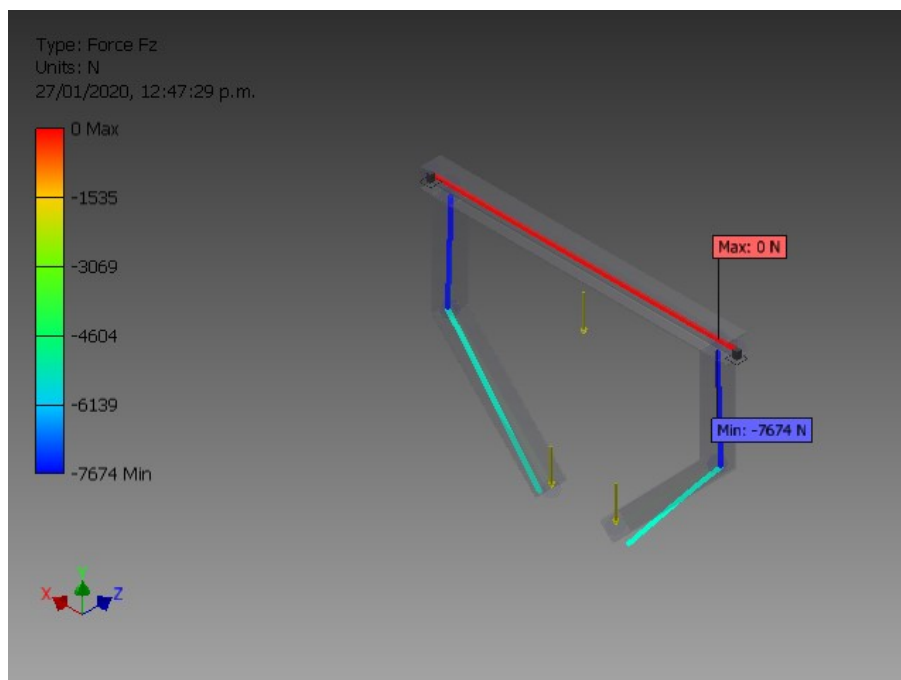 Type: Force Fz
Units: N
27/01/2020, 12:47:29 p.m.
0 Max
-1535
-3069
-4604
-6139
-7674 Min
Max: 0 N
Min: -7674 N
Y
X
Z